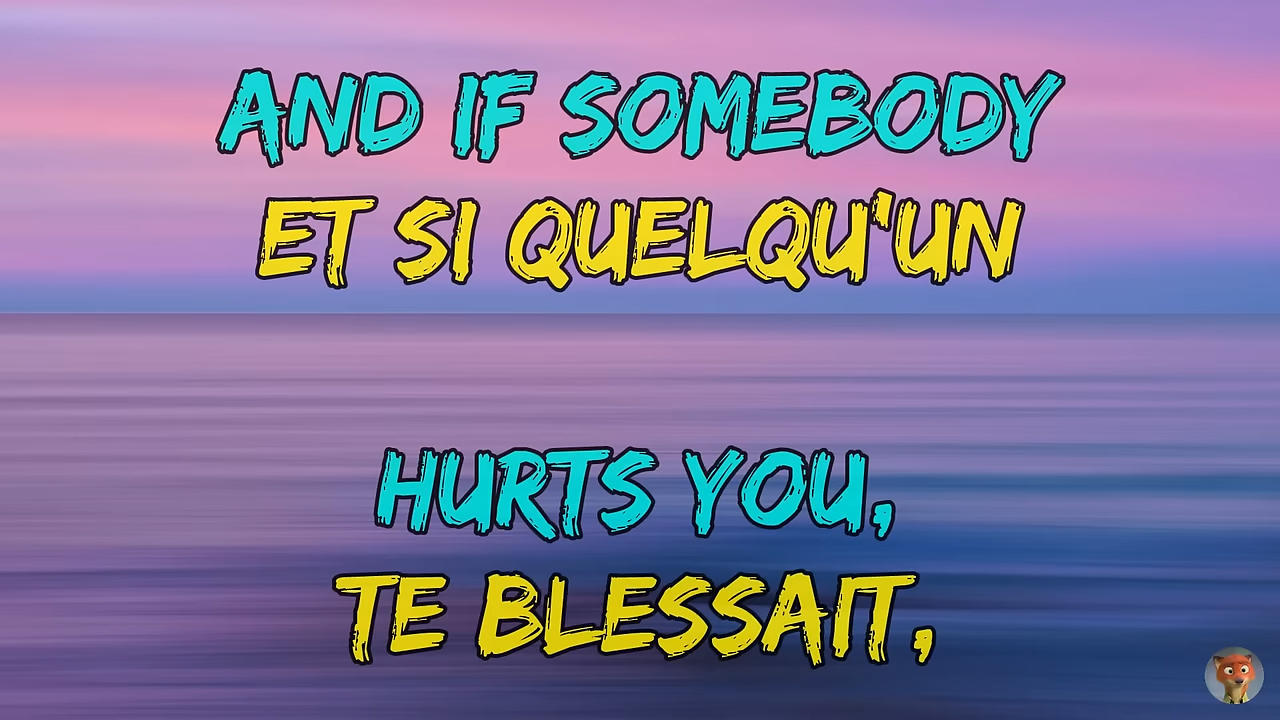 AND IF SOMEBODY
ET SI QUELQU'UN
HURTS YOU,
TE BLESSAIT,